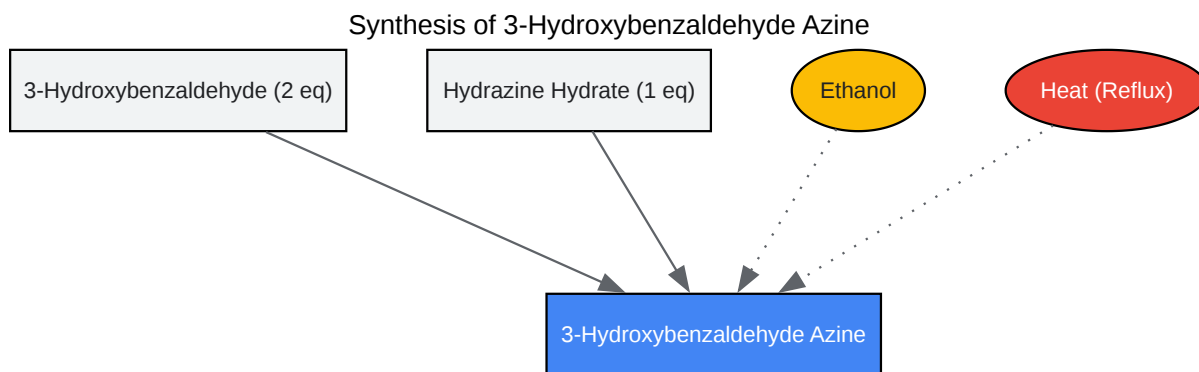 Synthesis of 3-Hydroxybenzaldehyde Azine
3-Hydroxybenzaldehyde (2 eq)
Hydrazine Hydrate (1 eq)
Ethanol
Heat (Reflux)
3-Hydroxybenzaldehyde Azine